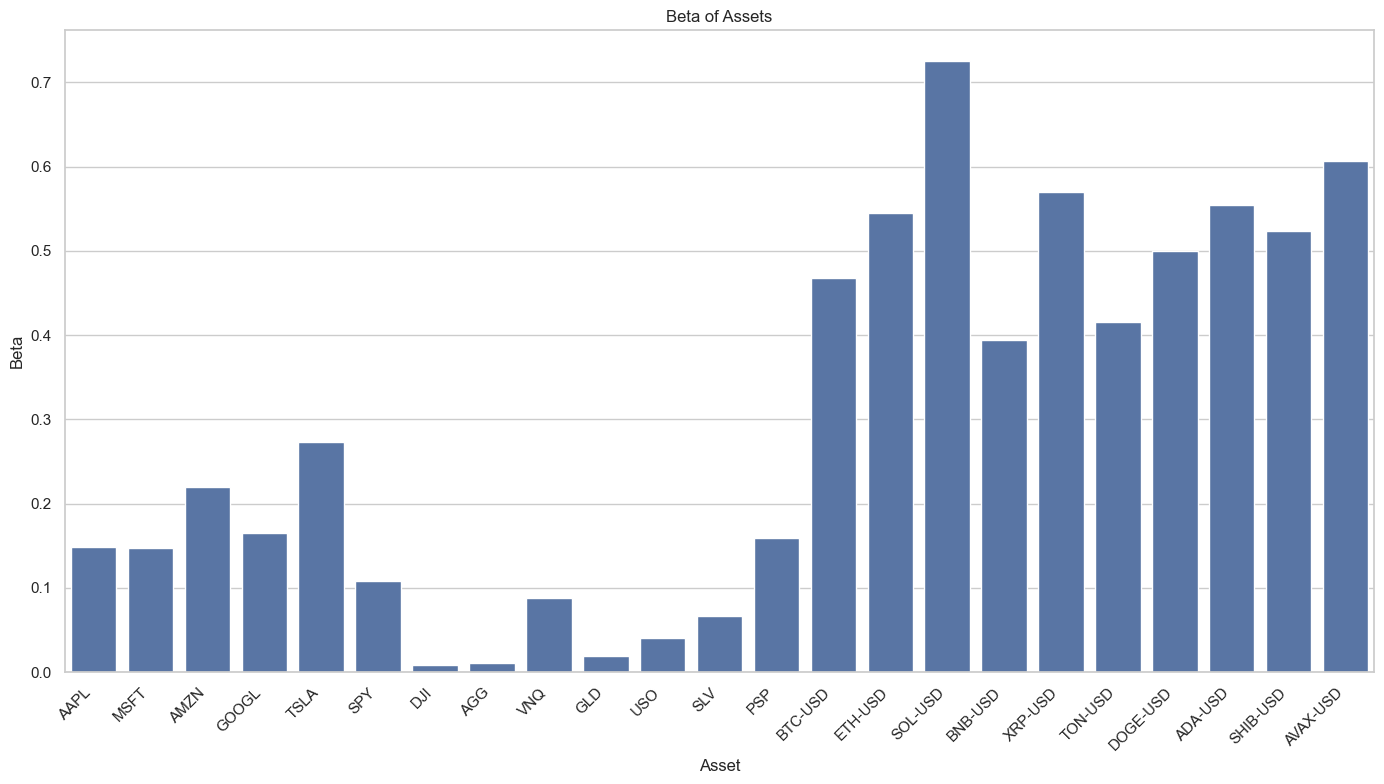 Beta of Assets
Beta
0.7
0.6
0.5
0.4
0.3
0.2
0.1
0.0
AAPL
MSFT
AMZN
GOOGL
TSLA
SPY
DJI
AGG
VNQ
GLD
USO
SLV
PSP
BTC-USD
ETH-USD
SOL-USD
BNB-USD
XRP-USD
TON-USD
DOGE-USD
ADA-USD
SHIB-USD
AVAX-USD
Asset